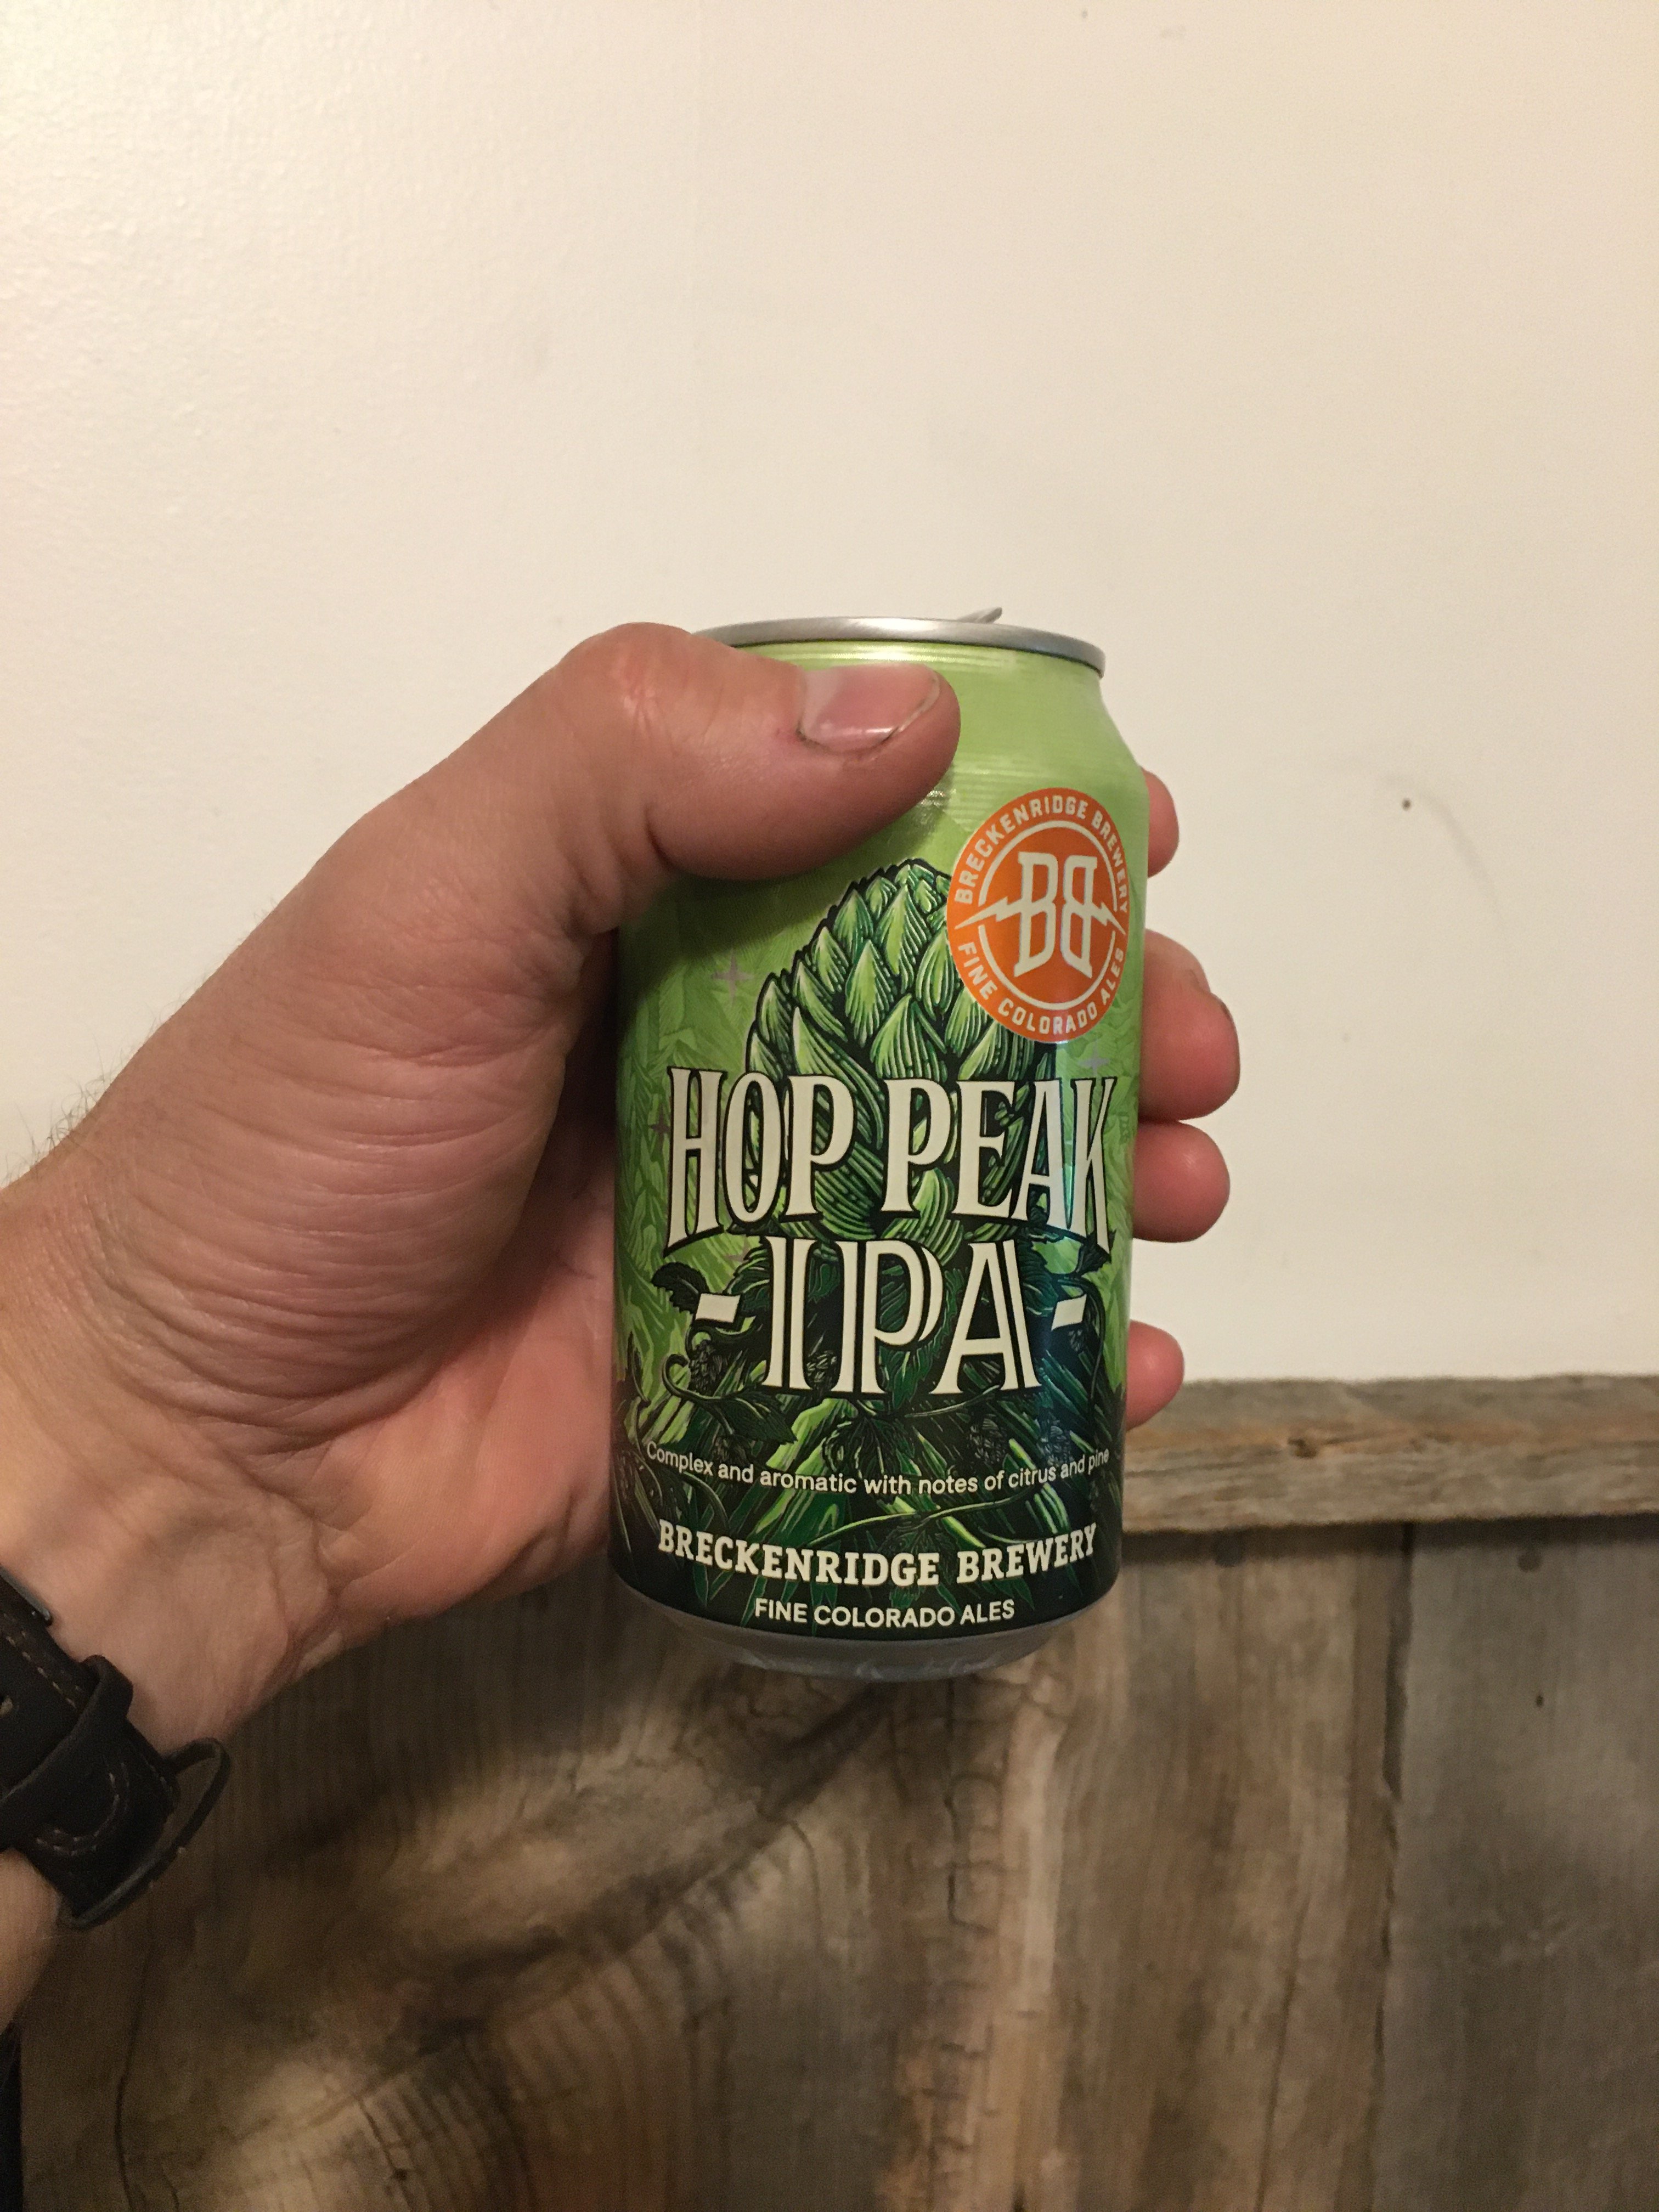 BRECKENRIDGE BREWERY
BB
FINE COLORADO ALES
HOP PEAK
-IPA-
Complex and aromatic with notes of citrus and pine
BRECKENRIDGE BREWERY
FINE COLORADO ALES